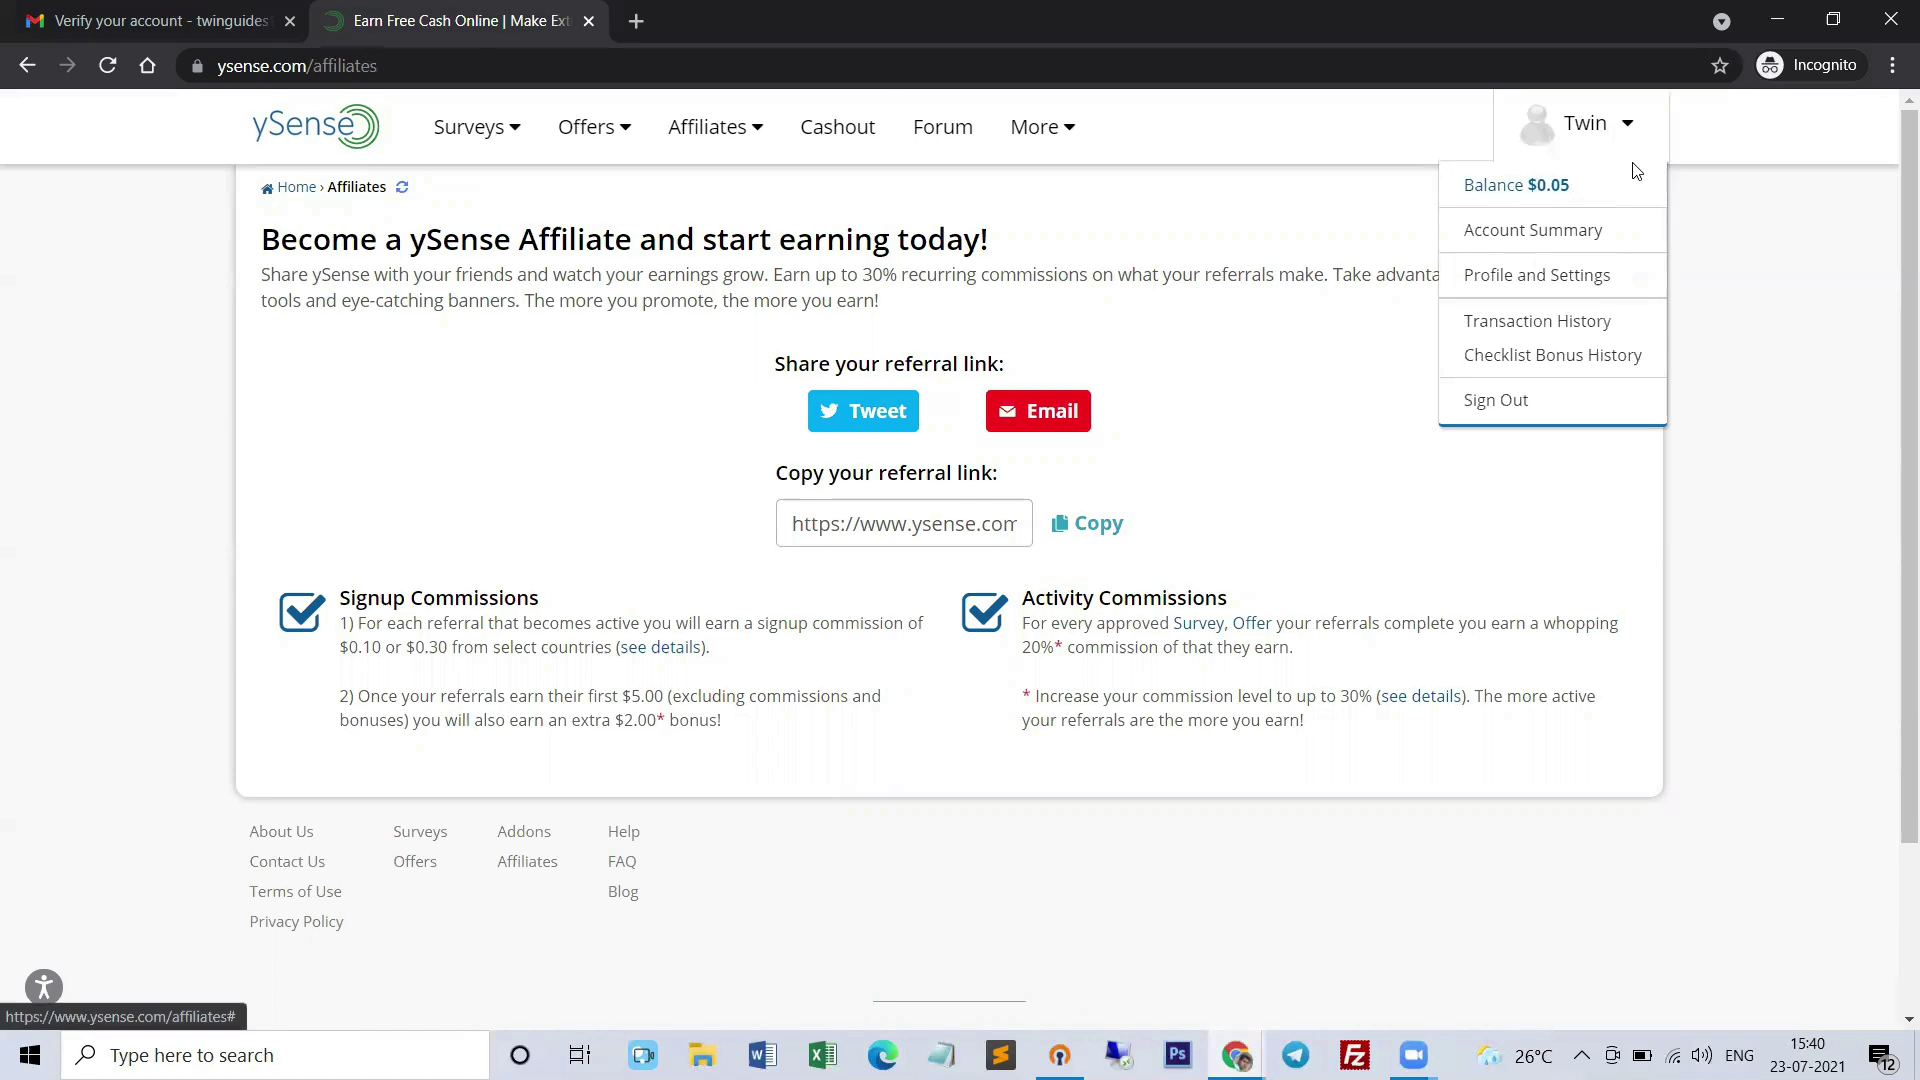 Verify your account - twinguides
Earn Free Cash Online | Make Ext
ysense.com/affiliates
Incognito
ySense
Surveys
Offers
Affiliates
Cashout
Forum
More
Twin
Balance $0.05
Account Summary
Profile and Settings
Transaction History
Checklist Bonus History
Sign Out
Home › Affiliates
Become a ySense Affiliate and start earning today!
Share ySense with your friends and watch your earnings grow. Earn up to 30% recurring commissions on what your referrals make. Take advanta
tools and eye-catching banners. The more you promote, the more you earn!
Share your referral link:
Tweet
Email
Copy your referral link:
https://www.ysense.com
Copy
Signup Commissions
1) For each referral that becomes active you will earn a signup commission of
$0.10 or $0.30 from select countries (see details).
2) Once your referrals earn their first $5.00 (excluding commissions and
bonuses) you will also earn an extra $2.00* bonus!
Activity Commissions
For every approved Survey, Offer your referrals complete you earn a whopping
20%* commission of that they earn.
* Increase your commission level to up to 30% (see details). The more active
your referrals are the more you earn!
About Us
Contact Us
Terms of Use
Privacy Policy
Surveys
Offers
Addons
Affiliates
Help
FAQ
Blog
https://www.ysense.com/affiliates#
Type here to search
Ps
26°C
ENG
15:40
23-07-2021
12